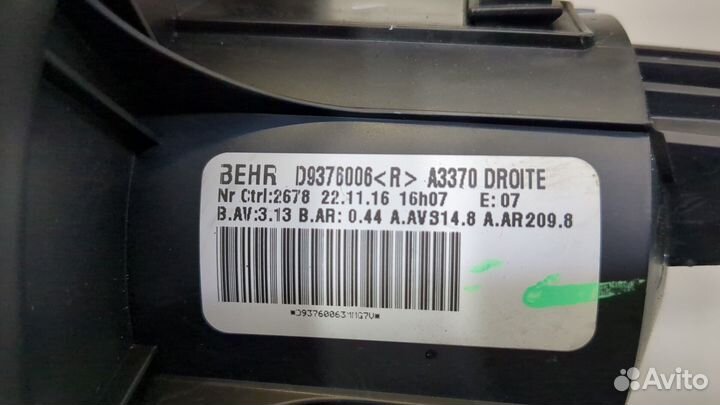 BEHR D9376006<R> A3370 DROITE
Nr Ctrl:2678 22.11.16 16h07 E:07
B.AV:3.13 B.AR: 0.44 A.AV314.8 A.AR209.8
Avito